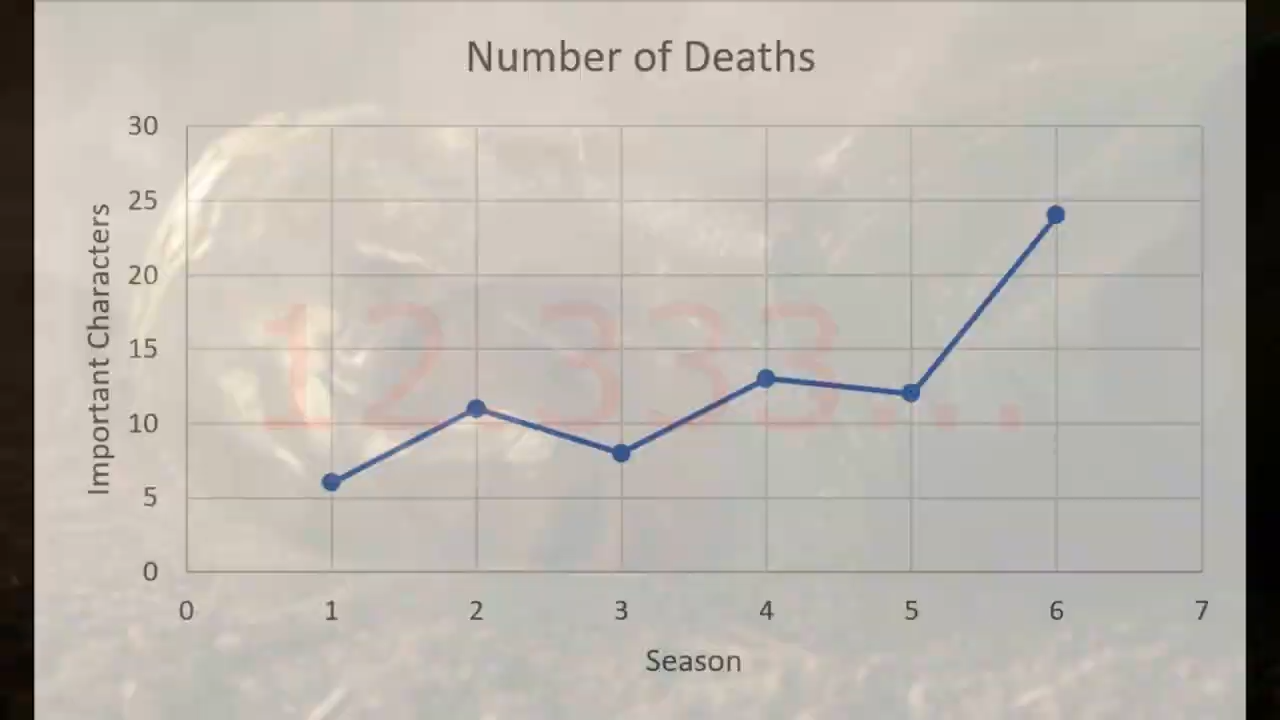 Number of Deaths
30
25
20
15
10
5
0
Important Characters
12.333...
0 1 2 3 4 5 6 7
Season